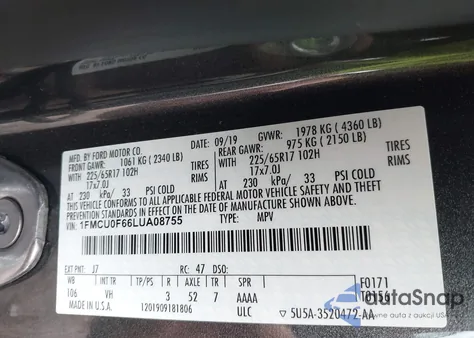 MFD. BY FORD MOTOR CO.
09/19 GVWR: 1978 KG (4360 LB)
FRONT GAWR: 1061 KG (2340 LB) REAR GAWR: 975 KG (2150 LB)
WITH 225/65R17 102H TIRES WITH 225/65R17 102H TIRES
17x7.0J RIMS 17x7.0J RIMS
AT 230 kPa/ 33 PSI COLD AT 230 kPa/ 33 PSI COLD
THIS VEHICLE CONFORMS TO ALL APPLICABLE FEDERAL MOTOR VEHICLE SAFETY, BUMPER, AND THEFT
PREVENTION STANDARDS IN EFFECT ON THE DATE OF MANUFACTURE SHOWN ABOVE.
VIN: 1FMCU0F66LUA08755 TYPE: MPV
EXT PNT: J7 RC: 47 DSO: F0171
WB INT TR TP/PS R AXLE TR SPR T0156
106 VH 3 52 7 AAAA
MADE IN U.S.A. 1201909181806 ULC 5U5A-3520472-AA
autoSnap